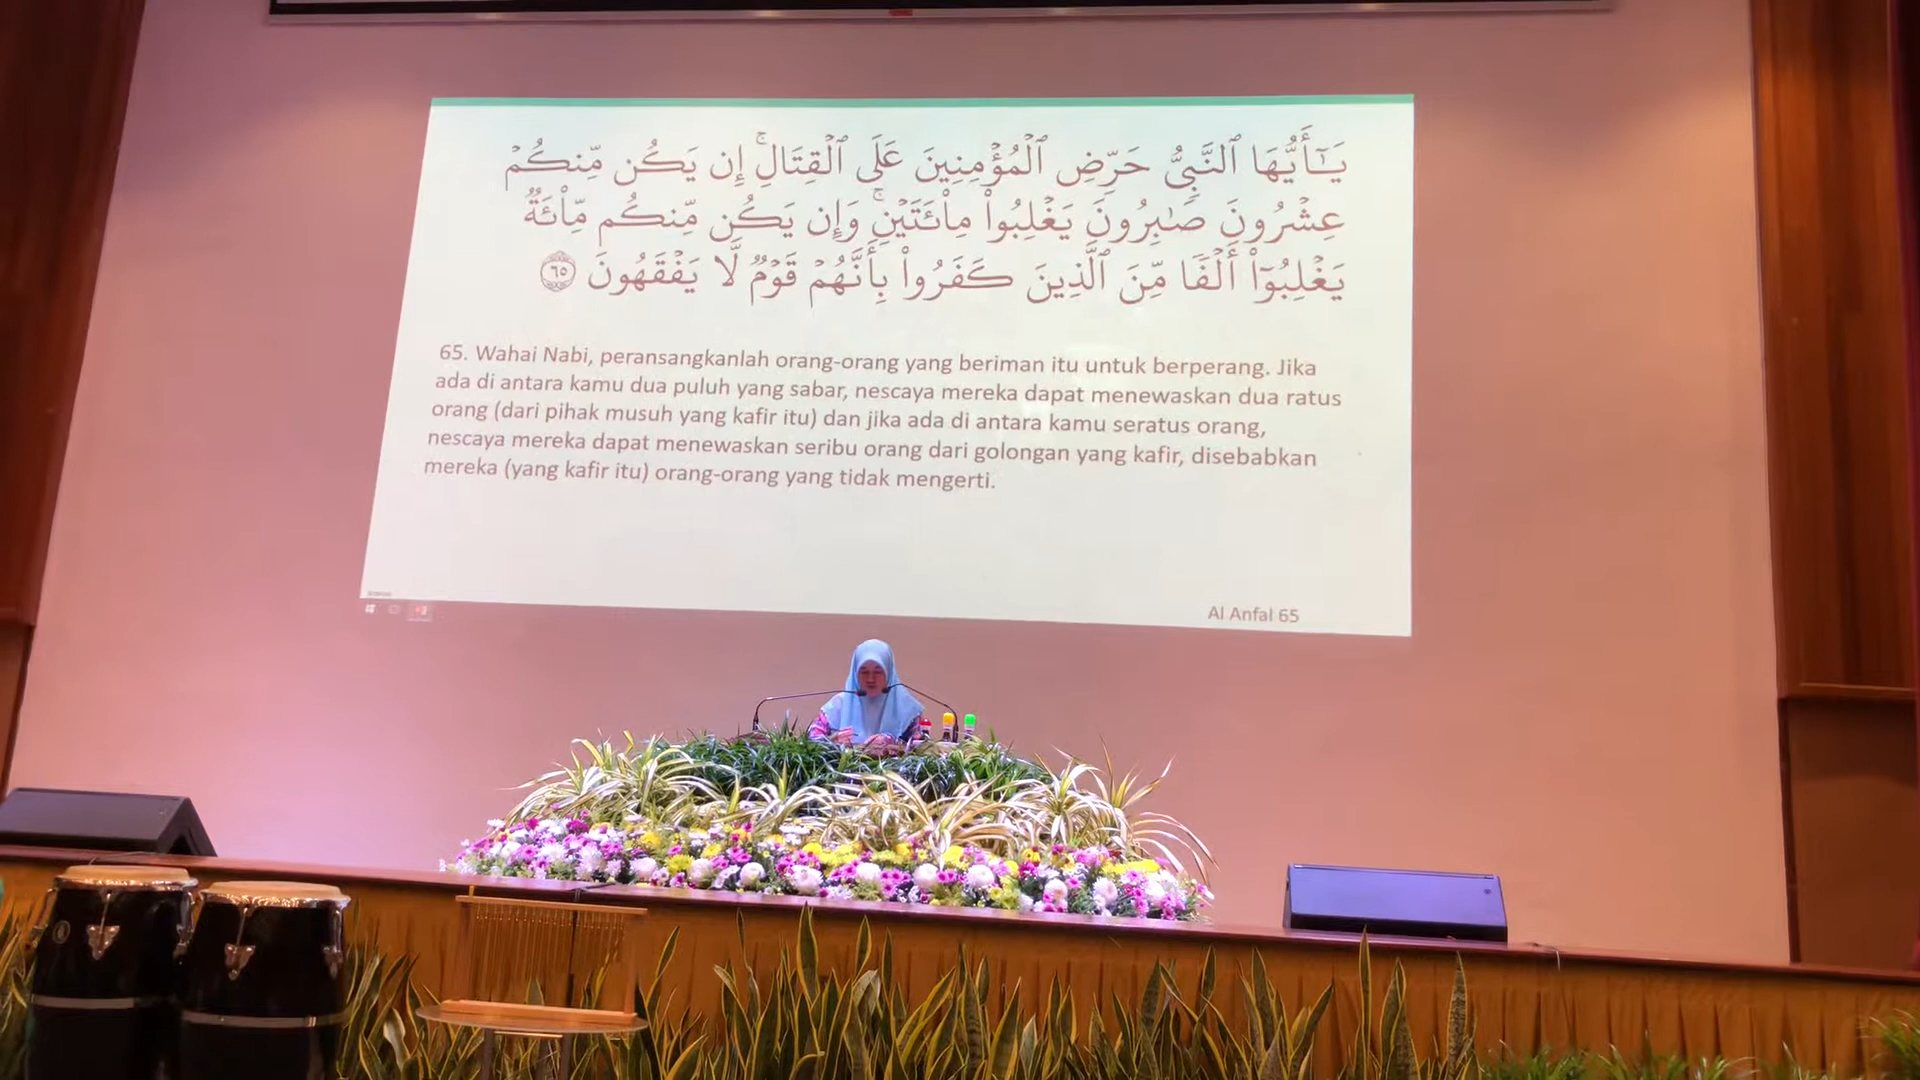 يَـٰٓأَيُّهَا ٱلنَّبِىُّ حَرِّضِ ٱلْمُؤْمِنِينَ عَلَى ٱلْقِتَالِ ۚ إِن يَكُن مِّنكُمْ
عِشْرُونَ صَـٰبِرُونَ يَغْلِبُوا۟ مِا۟ئَتَيْنِ ۚ وَإِن يَكُن مِّنكُم مِّا۟ئَةٌ
يَغْلِبُوٓا۟ أَلْفًا مِّنَ ٱلَّذِينَ كَفَرُوا۟ بِأَنَّهُمْ قَوْمٌ لَّا يَفْقَهُونَ ٦٥
65. Wahai Nabi, peransangkanlah orang-orang yang beriman itu untuk berperang. Jika
ada di antara kamu dua puluh yang sabar, nescaya mereka dapat menewaskan dua ratus
orang (dari pihak musuh yang kafir itu) dan jika ada di antara kamu seratus orang,
nescaya mereka dapat menewaskan seribu orang dari golongan yang kafir, disebabkan
mereka (yang kafir itu) orang-orang yang tidak mengerti.
Al Anfal 65